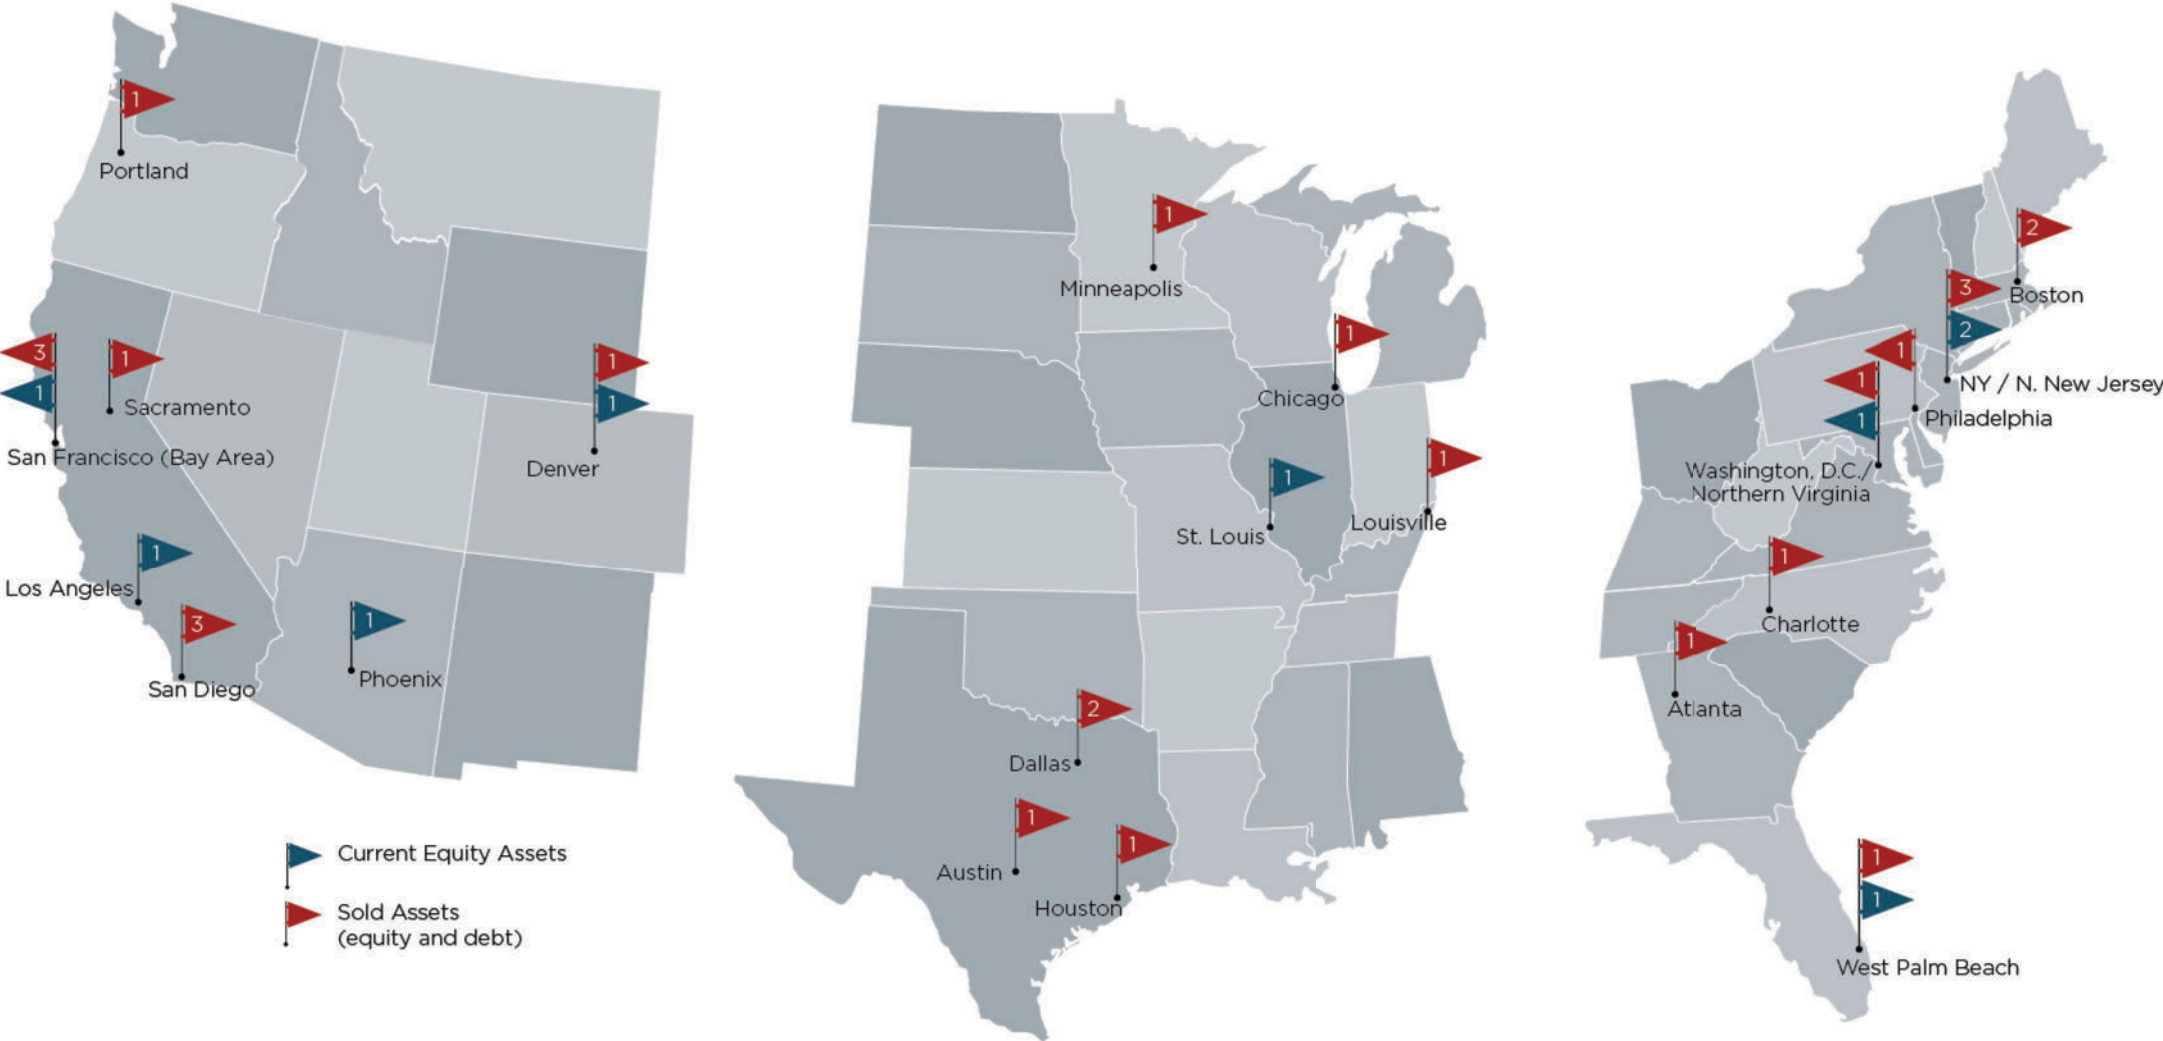 1
Portland
3
1
1
Sacramento
San Francisco (Bay Area)
1
1
Denver
1
Los Angeles
3
San Diego
1
Phoenix
Current Equity Assets
Sold Assets
(equity and debt)
1
Minneapolis
1
Chicago
1
Louisville
1
St. Louis
2
Dallas
1
Austin
1
Houston
2
Boston
3
2
NY / N. New Jersey
1
Philadelphia
1
1
Washington, D.C./
Northern Virginia
1
Charlotte
1
Atlanta
1
1
West Palm Beach